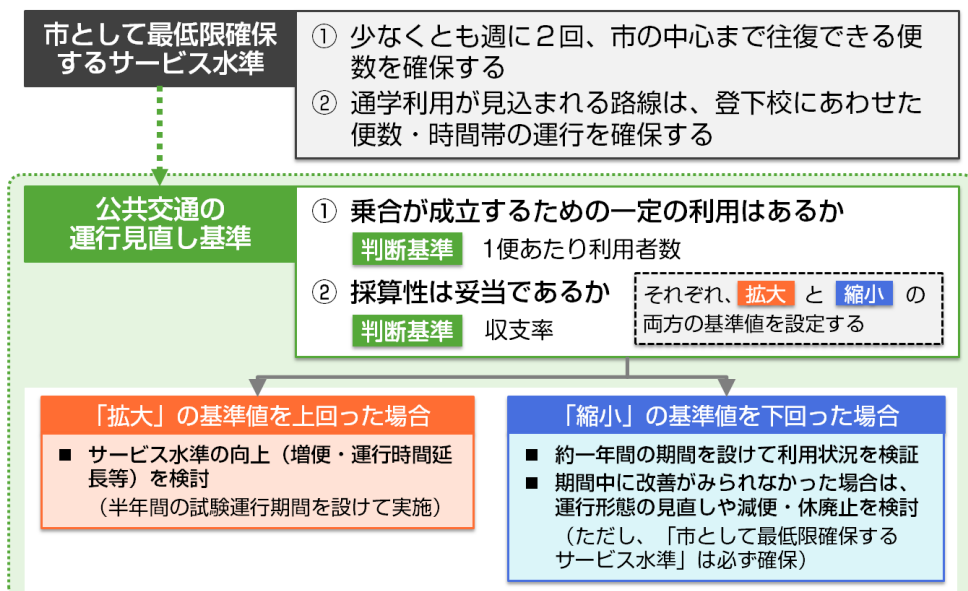 市として最低限確保
するサービス水準
① 少なくとも週に２回、市の中心まで往復できる便
数を確保する
② 通学利用が見込まれる路線は、登下校にあわせた
便数・時間帯の運行を確保する
公共交通の
運行見直し基準
① 乗合が成立するための一定の利用はあるか
判断基準 1便あたり利用者数
② 採算性は妥当であるか
判断基準 収支率
それぞれ、拡大 と 縮小 の
両方の基準値を設定する
「拡大」の基準値を上回った場合
■ サービス水準の向上（増便・運行時間延
長等）を検討
（半年間の試験運行期間を設けて実施）
「縮小」の基準値を下回った場合
■ 約一年間の期間を設けて利用状況を検証
■ 期間中に改善がみられなかった場合は、
運行形態の見直しや減便・休廃止を検討
（ただし、「市として最低限確保する
サービス水準」は必ず確保）